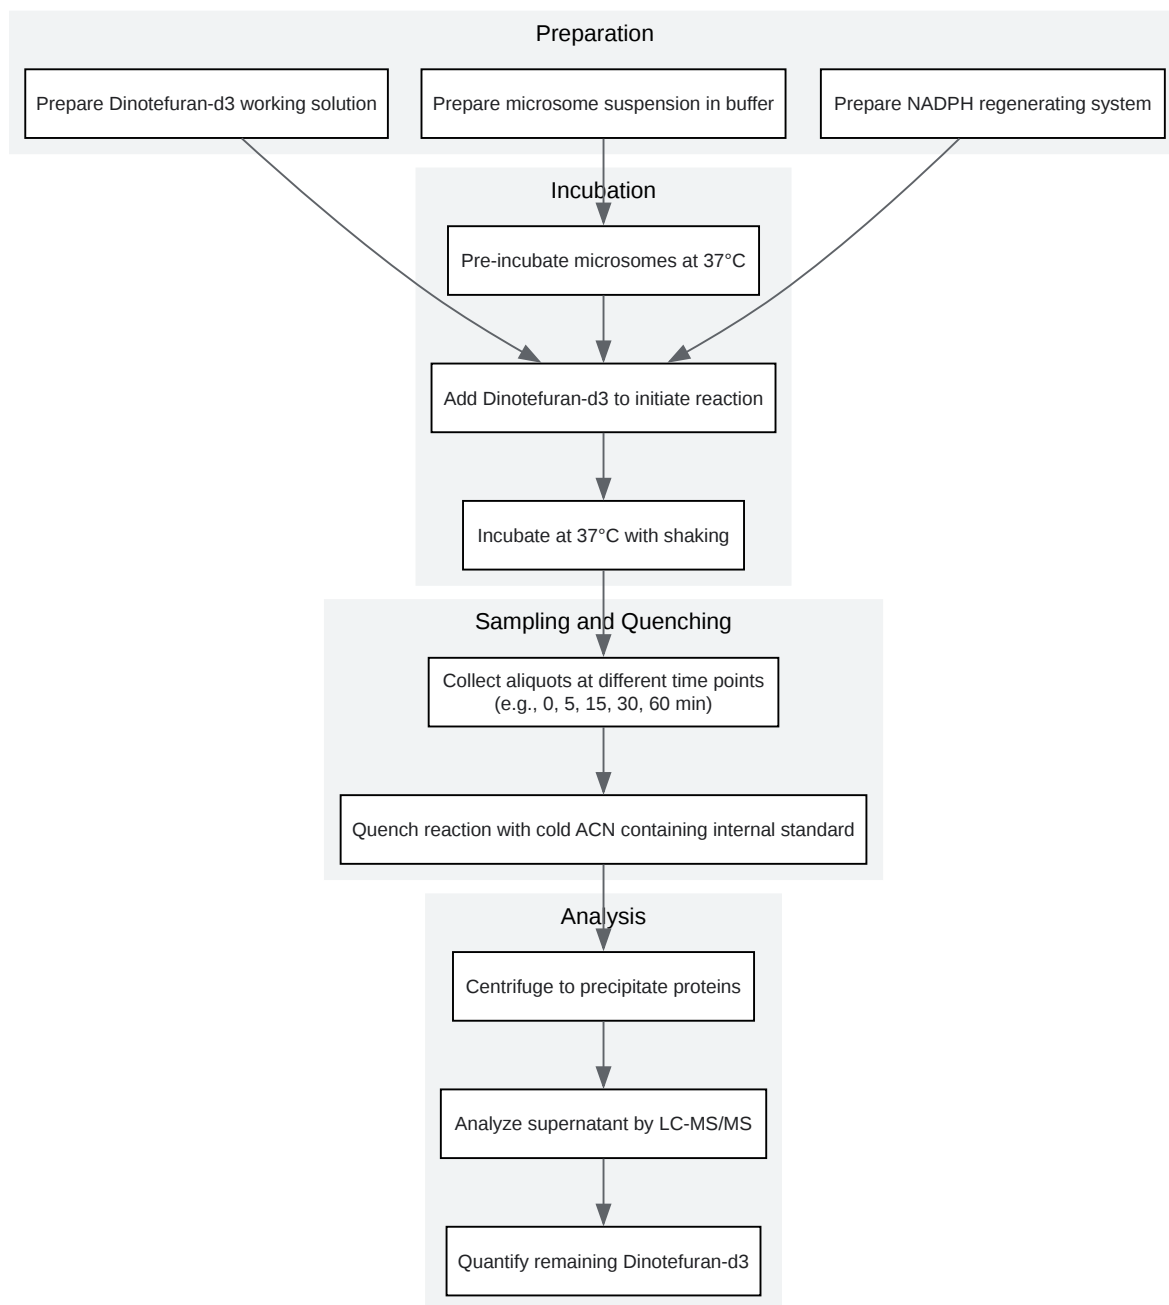 Preparation
Prepare Dinotefuran-d3 working solution
Prepare microsome suspension in buffer
Prepare NADPH regenerating system
Incubation
Pre-incubate microsomes at 37°C
Add Dinotefuran-d3 to initiate reaction
Incubate at 37°C with shaking
Sampling and Quenching
Collect aliquots at different time points
(e.g., 0, 5, 15, 30, 60 min)
Quench reaction with cold ACN containing internal standard
Analysis
Centrifuge to precipitate proteins
Analyze supernatant by LC-MS/MS
Quantify remaining Dinotefuran-d3